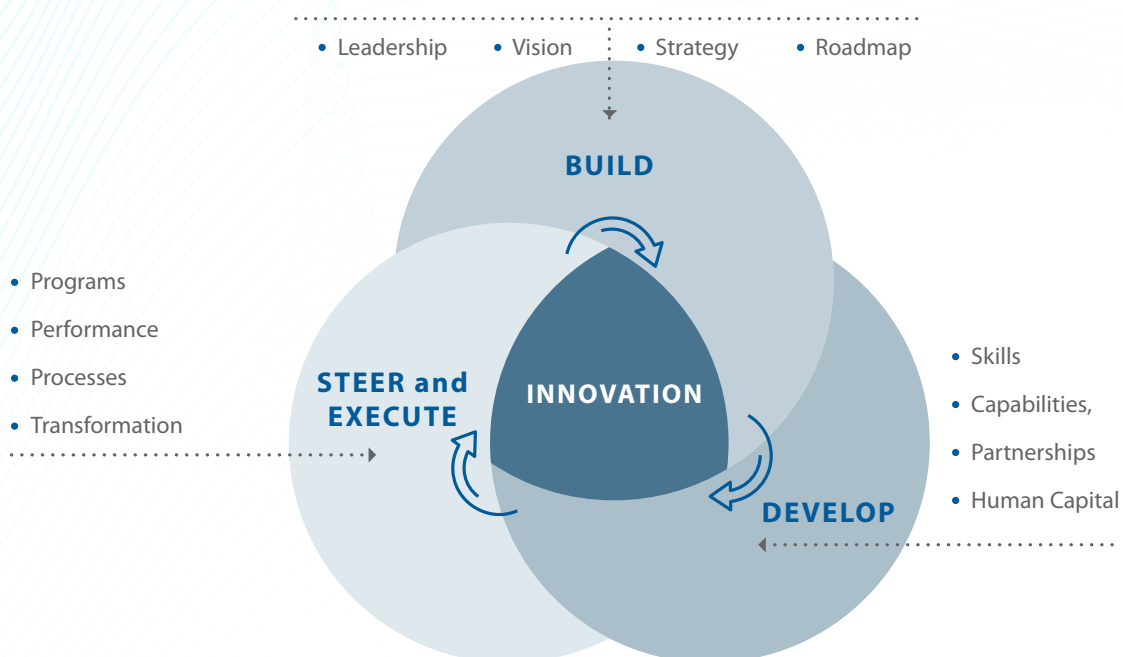 • Leadership • Vision • Strategy • Roadmap
BUILD
• Programs
• Performance
• Processes
• Transformation
STEER and
EXECUTE
INNOVATION
• Skills
• Capabilities,
• Partnerships
• Human Capital
DEVELOP